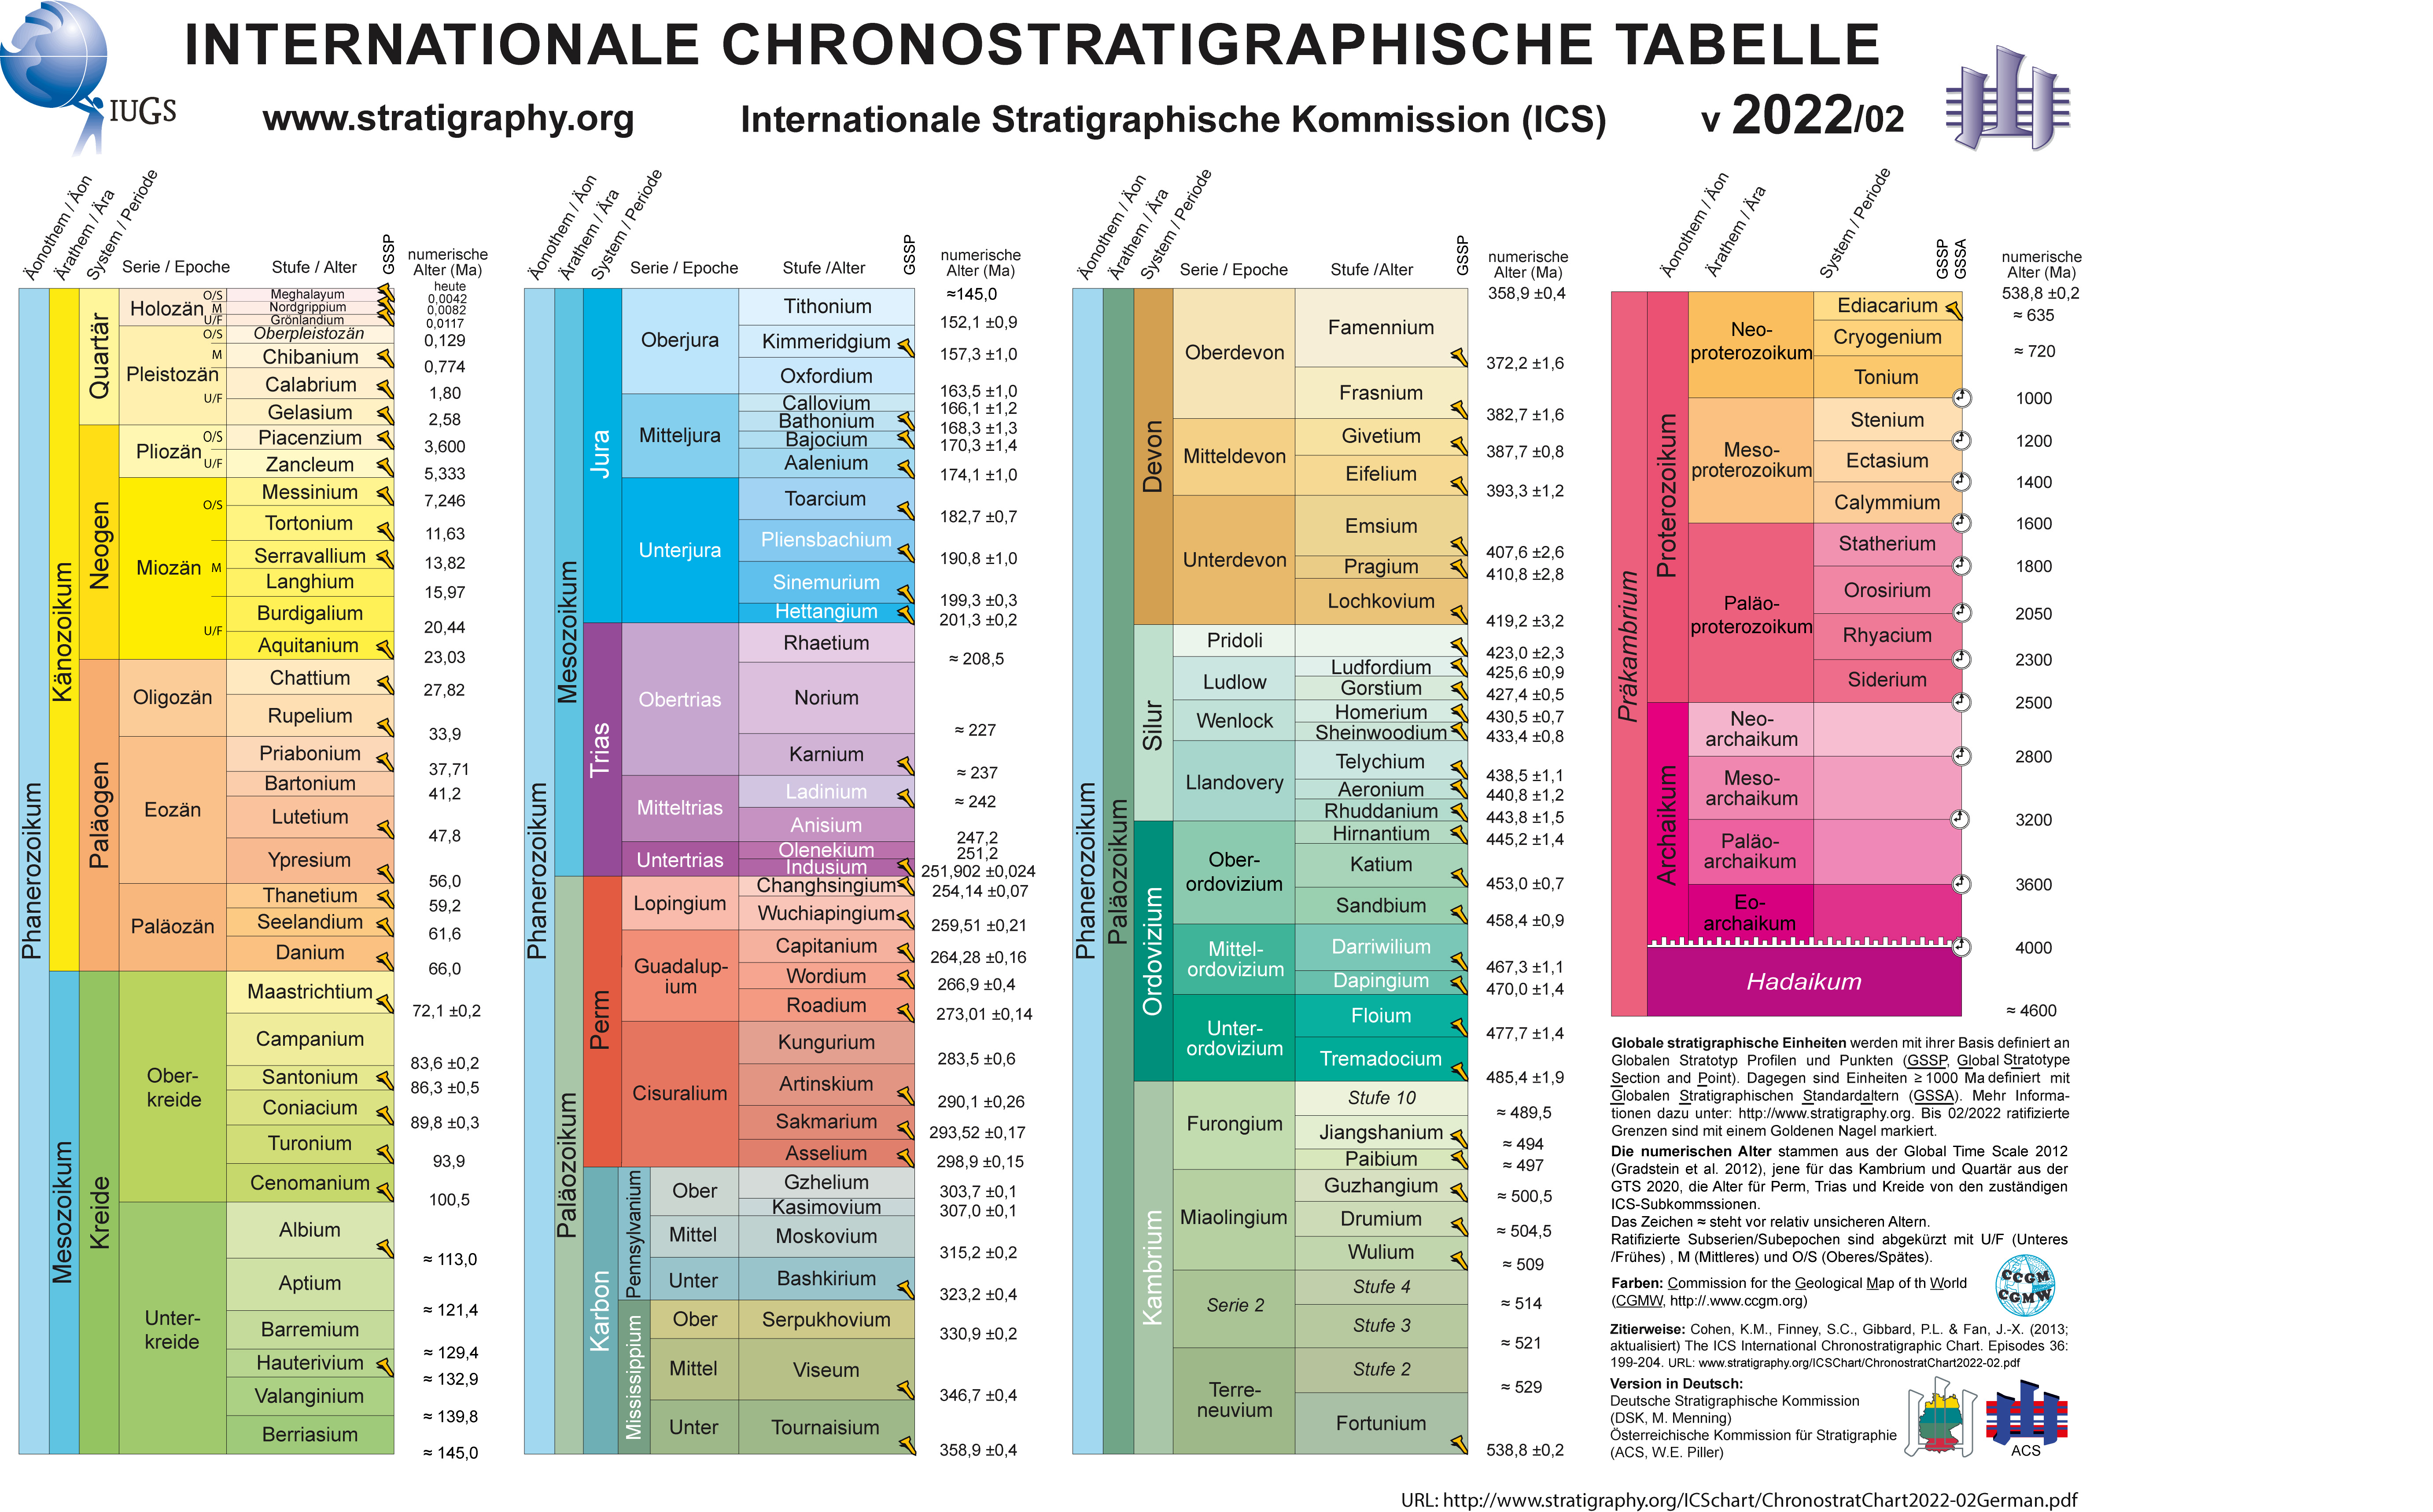 INTERNATIONALE CHRONOSTRATIGRAPHISCHE TABELLE
IUGS
www.stratigraphy.org
Internationale Stratigraphische Kommission (ICS)
v 2022/02
Äonothem / Äon
Ärathem / Ära
System / Periode
Serie / Epoche
Stufe / Alter
GSSP
numerische
Alter (Ma)
Phanerozoikum
Känozoikum
Mesozoikum
Quartär
Neogen
Paläogen
Kreide
Holozän
O/S
M
U/F
Meghalayum
Nordgrippium
Grönlandium
heute
0,0042
0,0082
0,0117
Pleistozän
O/S
M
U/F
Oberpleistozän
0,129
Chibanium
0,774
Calabrium
1,80
Gelasium
2,58
Pliozän
O/S
U/F
Piacenzium
3,600
Zancleum
5,333
Miozän
O/S
M
U/F
Messinium
7,246
Tortonium
11,63
Serravallium
13,82
Langhium
15,97
Burdigalium
20,44
Aquitanium
23,03
Oligozän
Chattium
27,82
Rupelium
33,9
Eozän
Priabonium
37,71
Bartonium
41,2
Lutetium
47,8
Ypresium
56,0
Paläozän
Thanetium
59,2
Seelandium
61,6
Danium
66,0
Ober-
kreide
Maastrichtium
72,1 ±0,2
Campanium
83,6 ±0,2
Santonium
86,3 ±0,5
Coniacium
89,8 ±0,3
Turonium
93,9
Cenomanium
100,5
Unter-
kreide
Albium
≈ 113,0
Aptium
≈ 121,4
Barremium
≈ 129,4
Hauterivium
≈ 132,9
Valanginium
≈ 139,8
Berriasium
≈ 145,0
Äonothem / Äon
Ärathem / Ära
System / Periode
Serie / Epoche
Stufe /Alter
GSSP
numerische
Alter (Ma)
Phanerozoikum
Mesozoikum
Paläozoikum
Jura
Trias
Perm
Karbon
Pennsylvanium
Mississippium
≈145,0
Oberjura
Tithonium
152,1 ±0,9
Kimmeridgium
157,3 ±1,0
Oxfordium
163,5 ±1,0
Mitteljura
Callovium
166,1 ±1,2
Bathonium
168,3 ±1,3
Bajocium
170,3 ±1,4
Aalenium
174,1 ±1,0
Unterjura
Toarcium
182,7 ±0,7
Pliensbachium
190,8 ±1,0
Sinemurium
199,3 ±0,3
Hettangium
201,3 ±0,2
Obertrias
Rhaetium
≈ 208,5
Norium
≈ 227
Karnium
≈ 237
Mitteltrias
Ladinium
≈ 242
Anisium
247,2
Untertrias
Olenekium
251,2
Indusium
251,902 ±0,024
Lopingium
Changhsingium
254,14 ±0,07
Wuchiapingium
259,51 ±0,21
Guadalup-
ium
Capitanium
264,28 ±0,16
Wordium
266,9 ±0,4
Roadium
273,01 ±0,14
Cisuralium
Kungurium
283,5 ±0,6
Artinskium
290,1 ±0,26
Sakmarium
293,52 ±0,17
Asselium
298,9 ±0,15
Ober
Gzhelium
303,7 ±0,1
Kasimovium
307,0 ±0,1
Mittel
Moskovium
315,2 ±0,2
Unter
Bashkirium
323,2 ±0,4
Ober
Serpukhovium
330,9 ±0,2
Mittel
Viseum
346,7 ±0,4
Unter
Tournaisium
358,9 ±0,4
Äonothem / Äon
Ärathem / Ära
System / Periode
Serie / Epoche
Stufe /Alter
GSSP
numerische
Alter (Ma)
Phanerozoikum
Paläozoikum
Devon
Silur
Ordovizium
Kambrium
358,9 ±0,4
Oberdevon
Famennium
372,2 ±1,6
Frasnium
382,7 ±1,6
Mitteldevon
Givetium
387,7 ±0,8
Eifelium
393,3 ±1,2
Unterdevon
Emsium
407,6 ±2,6
Pragium
410,8 ±2,8
Lochkovium
419,2 ±3,2
Pridoli
423,0 ±2,3
Ludlow
Ludfordium
425,6 ±0,9
Gorstium
427,4 ±0,5
Wenlock
Homerium
430,5 ±0,7
Sheinwoodium
433,4 ±0,8
Llandovery
Telychium
438,5 ±1,1
Aeronium
440,8 ±1,2
Rhuddanium
443,8 ±1,5
Ober-
ordovizium
Hirnantium
445,2 ±1,4
Katium
453,0 ±0,7
Sandbium
458,4 ±0,9
Mittel-
ordovizium
Darriwilium
467,3 ±1,1
Dapingium
470,0 ±1,4
Unter-
ordovizium
Floium
477,7 ±1,4
Tremadocium
485,4 ±1,9
Furongium
Stufe 10
≈ 489,5
Jiangshanium
≈ 494
Paibium
≈ 497
Miaolingium
Guzhangium
≈ 500,5
Drumium
≈ 504,5
Wulium
≈ 509
Serie 2
Stufe 4
≈ 514
Stufe 3
≈ 521
Terre-
neuvium
Stufe 2
≈ 529
Fortunium
538,8 ±0,2
Äonothem / Äon
Ärathem / Ära
System / Periode
GSSP
GSSA
numerische
Alter (Ma)
Präkambrium
Proterozoikum
Archaikum
538,8 ±0,2
Neo-
proterozoikum
Ediacarium
≈ 635
Cryogenium
≈ 720
Tonium
1000
Meso-
proterozoikum
Stenium
1200
Ectasium
1400
Calymmium
1600
Paläo-
proterozoikum
Statherium
1800
Orosirium
2050
Rhyacium
2300
Siderium
2500
Neo-
archaikum
2800
Meso-
archaikum
3200
Paläo-
archaikum
3600
Eo-
archaikum
4000
Hadaikum
≈ 4600
Globale stratigraphische Einheiten werden mit ihrer Basis definiert an
Globalen Stratotyp Profilen und Punkten (GSSP, Global Stratotype
Section and Point). Dagegen sind Einheiten ≥ 1000 Ma definiert mit
Globalen Stratigraphischen Standardaltern (GSSA). Mehr Informa-
tionen dazu unter: http://www.stratigraphy.org. Bis 02/2022 ratifizierte
Grenzen sind mit einem Goldenen Nagel markiert.
Die numerischen Alter stammen aus der Global Time Scale 2012
(Gradstein et al. 2012), jene für das Kambrium und Quartär aus der
GTS 2020, die Alter für Perm, Trias und Kreide von den zuständigen
ICS-Subkommssionen.
Das Zeichen ≈ steht vor relativ unsicheren Altern.
Ratifizierte Subserien/Subepochen sind abgekürzt mit U/F (Unteres
/Frühes) , M (Mittleres) und O/S (Oberes/Spätes).
Farben: Commission for the Geological Map of th World
(CGMW, http://.www.ccgm.org)
CCGM
CGMW
Zitierweise: Cohen, K.M., Finney, S.C., Gibbard, P.L. & Fan, J.-X. (2013;
aktualisiert) The ICS International Chronostratigraphic Chart. Episodes 36:
199-204. URL: www.stratigraphy.org/ICSChart/ChronostratChart2022-02.pdf
Version in Deutsch:
Deutsche Stratigraphische Kommission
(DSK, M. Menning)
Österreichische Kommission für Stratigraphie
(ACS, W.E. Piller)
ACS
URL: http://www.stratigraphy.org/ICSchart/ChronostratChart2022-02German.pdf